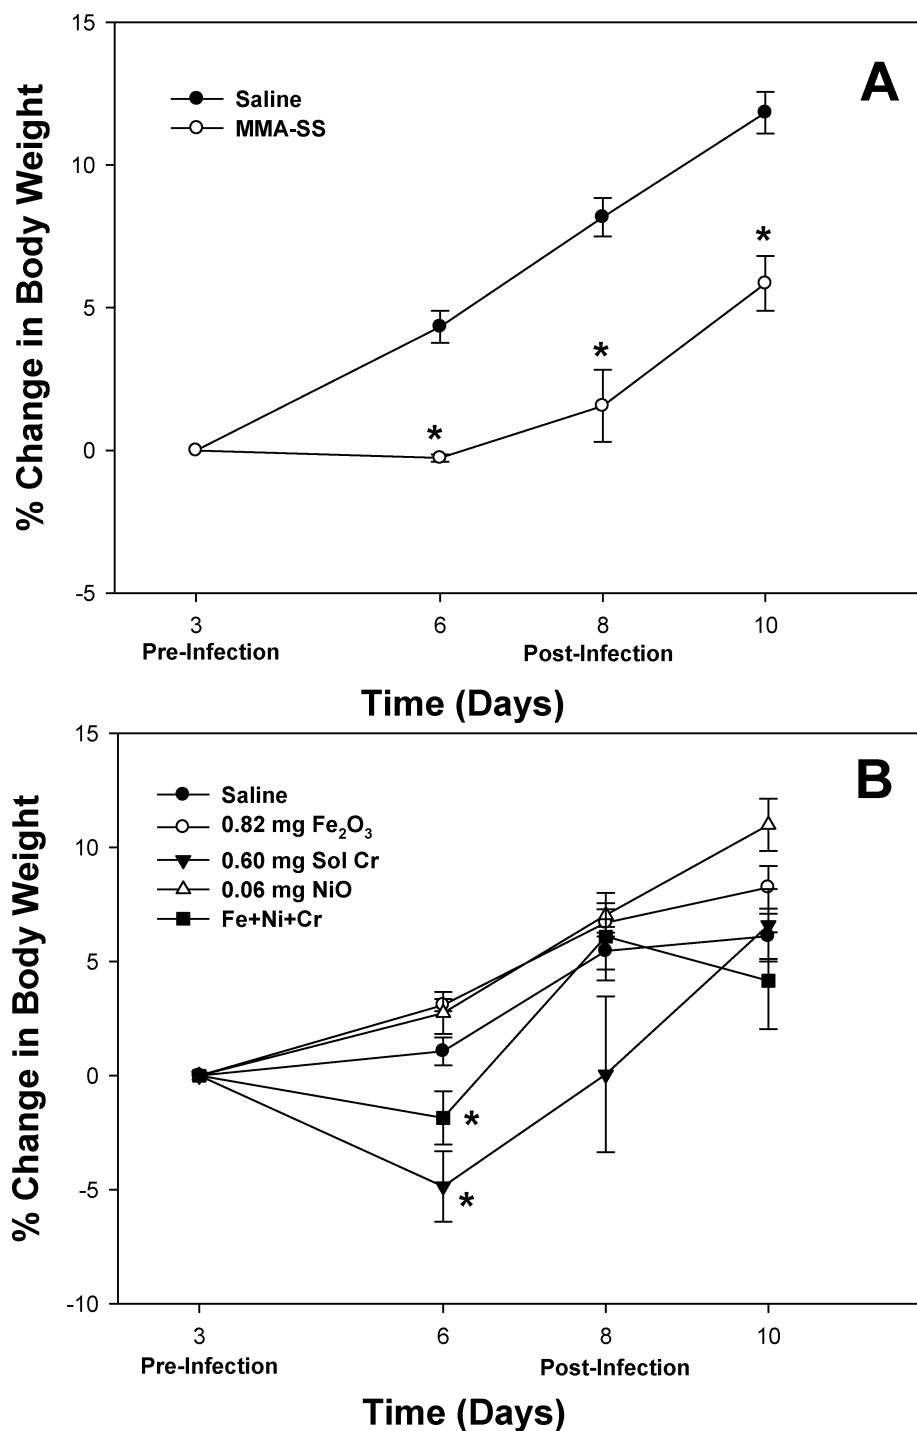 15
A
Saline
MMA-SS
10
5
0
-5
% Change in Body Weight
*
*
*
3
6
8
10
Pre-Infection
Post-Infection
Time (Days)
15
B
Saline
0.82 mg Fe₂O₃
0.60 mg Sol Cr
0.06 mg NiO
Fe+Ni+Cr
10
5
0
-5
-10
% Change in Body Weight
*
*
3
6
8
10
Pre-Infection
Post-Infection
Time (Days)